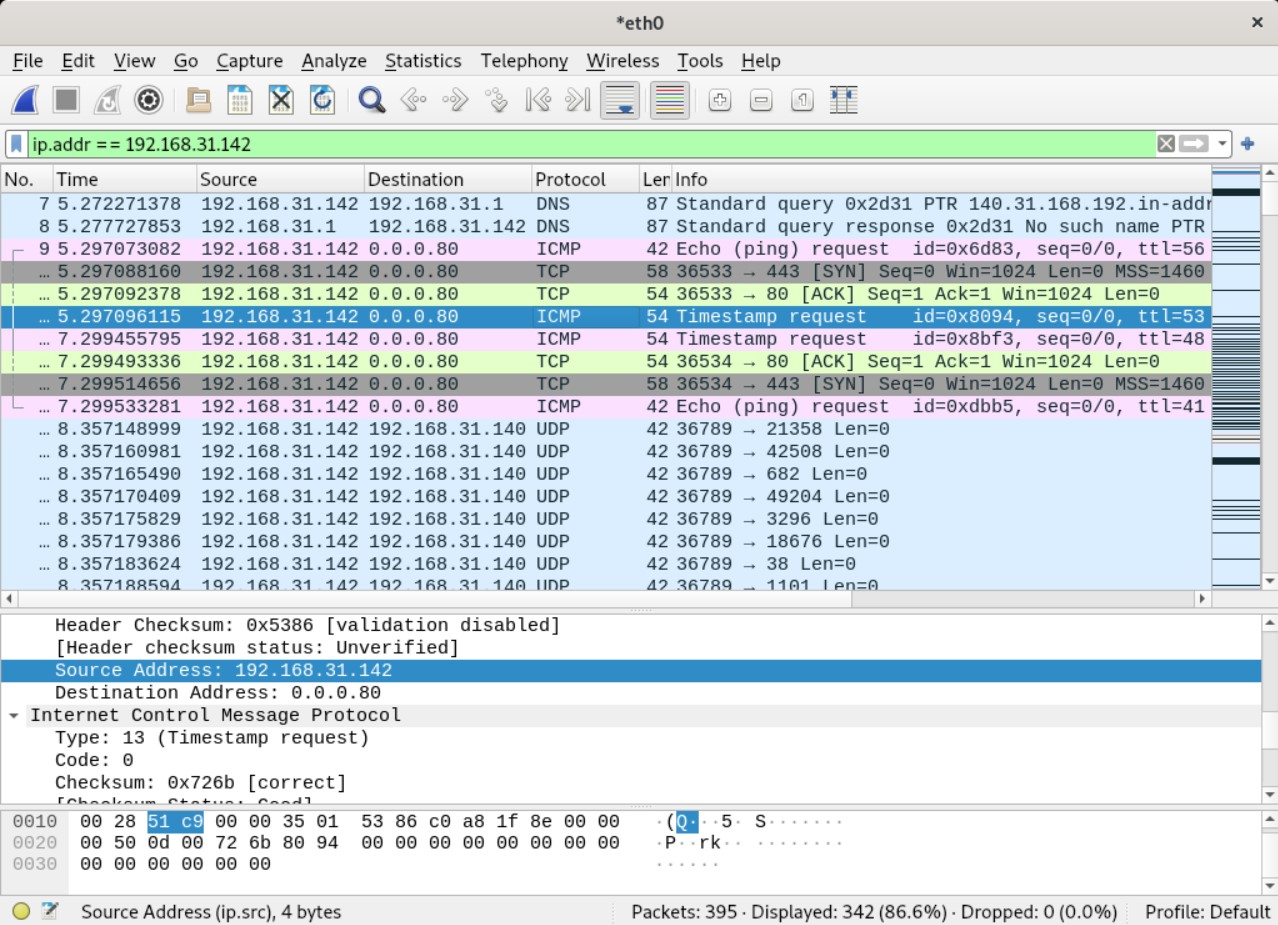 *eth0
File Edit View Go Capture Analyze Statistics Telephony Wireless Tools Help
ip.addr == 192.168.31.142
No. Time Source Destination Protocol Ler Info
7 5.272271378 192.168.31.142 192.168.31.1 DNS 87 Standard query 0x2d31 PTR 140.31.168.192.in-addr
8 5.277727853 192.168.31.1 192.168.31.142 DNS 87 Standard query response 0x2d31 No such name PTR
9 5.297073082 192.168.31.142 0.0.0.80 ICMP 42 Echo (ping) request id=0x6d83, seq=0/0, ttl=56
… 5.297088160 192.168.31.142 0.0.0.80 TCP 58 36533 → 443 [SYN] Seq=0 Win=1024 Len=0 MSS=1460
… 5.297092378 192.168.31.142 0.0.0.80 TCP 54 36533 → 80 [ACK] Seq=1 Ack=1 Win=1024 Len=0
… 5.297096115 192.168.31.142 0.0.0.80 ICMP 54 Timestamp request id=0x8094, seq=0/0, ttl=53
… 7.299455795 192.168.31.142 0.0.0.80 ICMP 54 Timestamp request id=0x8bf3, seq=0/0, ttl=48
… 7.299493336 192.168.31.142 0.0.0.80 TCP 54 36534 → 80 [ACK] Seq=1 Ack=1 Win=1024 Len=0
… 7.299514656 192.168.31.142 0.0.0.80 TCP 58 36534 → 443 [SYN] Seq=0 Win=1024 Len=0 MSS=1460
… 7.299533281 192.168.31.142 0.0.0.80 ICMP 42 Echo (ping) request id=0xdbb5, seq=0/0, ttl=41
… 8.357148999 192.168.31.142 192.168.31.140 UDP 42 36789 → 21358 Len=0
… 8.357160981 192.168.31.142 192.168.31.140 UDP 42 36789 → 42508 Len=0
… 8.357165490 192.168.31.142 192.168.31.140 UDP 42 36789 → 682 Len=0
… 8.357170409 192.168.31.142 192.168.31.140 UDP 42 36789 → 49204 Len=0
… 8.357175829 192.168.31.142 192.168.31.140 UDP 42 36789 → 3296 Len=0
… 8.357179386 192.168.31.142 192.168.31.140 UDP 42 36789 → 18676 Len=0
… 8.357183624 192.168.31.142 192.168.31.140 UDP 42 36789 → 38 Len=0
8.357188594 192.168.31.142 192.168.31.140 UDP 42 36789 → 1101 Len=0
Header Checksum: 0x5386 [validation disabled]
[Header checksum status: Unverified]
Source Address: 192.168.31.142
Destination Address: 0.0.0.80
Internet Control Message Protocol
Type: 13 (Timestamp request)
Code: 0
Checksum: 0x726b [correct]
[Checksum Status: Good]
0010 00 28 51 c9 00 00 35 01 53 86 c0 a8 1f 8e 00 00 ·(Q···5· S·······
0020 00 50 0d 00 72 6b 80 94 00 00 00 00 00 00 00 00 ·P··rk·· ········
0030 00 00 00 00 00 00 ······
Source Address (ip.src), 4 bytes Packets: 395 · Displayed: 342 (86.6%) · Dropped: 0 (0.0%) Profile: Default